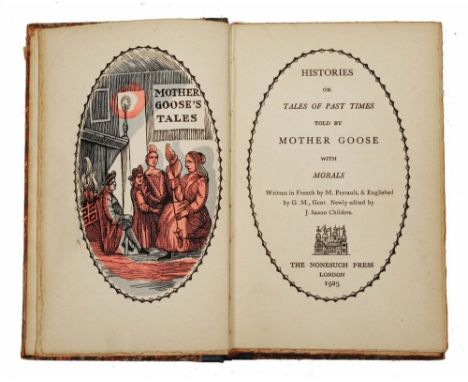 MOTHER
GOOSE'S
TALES
HISTORIES
OR
TALES OF PAST TIMES
TOLD BY
MOTHER GOOSE
WITH
MORALS
Written in French by M. Perrault, & Englished
by G. M., Gent. Newly edited by
J. Saxon Childers.
THE NONESUCH PRESS
LONDON
1925